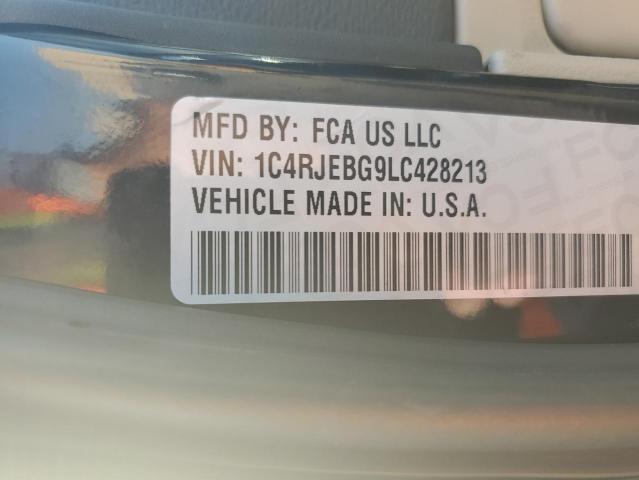 MFD BY: FCA US LLC
VIN: 1C4RJEBG9LC428213
VEHICLE MADE IN: U.S.A.